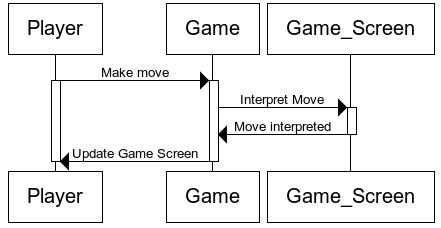 Player Game Game_Screen
Make move
Interpret Move
Move interpreted
Update Game Screen
Player Game Game_Screen